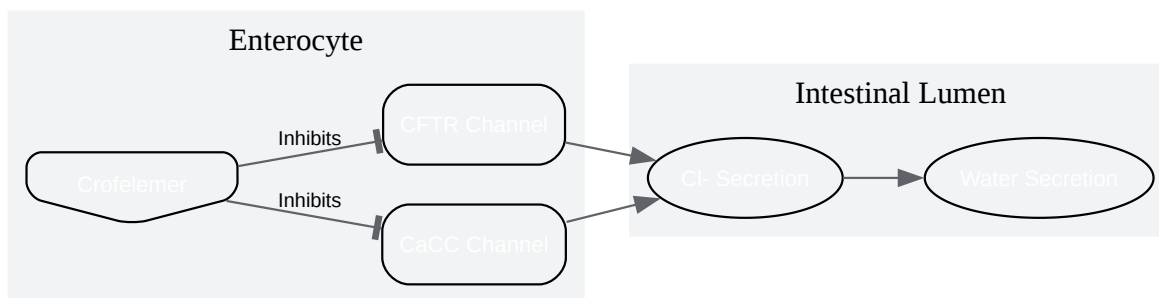 Enterocyte
Intestinal Lumen
Inhibits
CFTR Channel
Crofelemer
Inhibits
CaCC Channel
Cl- Secretion
Water Secretion